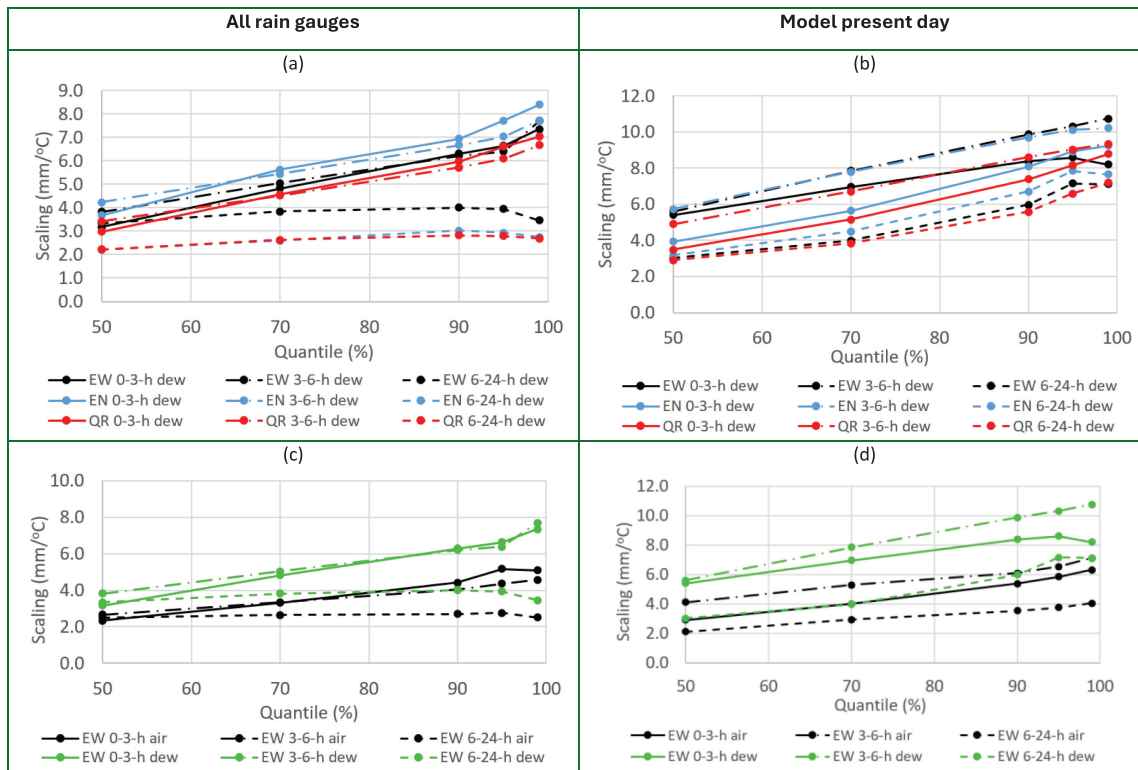 All rain gauges
Model present day
(a)
9.0
8.0
7.0
6.0
5.0
4.0
3.0
2.0
1.0
0.0
Scaling (mm/°C)
50 60 70 80 90 100
Quantile (%)
EW 0-3-h dew EW 3-6-h dew EW 6-24-h dew
EN 0-3-h dew EN 3-6-h dew EN 6-24-h dew
QR 0-3-h dew QR 3-6-h dew QR 6-24-h dew
(b)
12.0
10.0
8.0
6.0
4.0
2.0
0.0
Scaling (mm/°C)
50 60 70 80 90 100
Quantile (%)
EW 0-3-h dew EW 3-6-h dew EW 6-24-h dew
EN 0-3-h dew EN 3-6-h dew EN 6-24-h dew
QR 0-3-h dew QR 3-6-h dew QR 6-24-h dew
(c)
10.0
8.0
6.0
4.0
2.0
0.0
Scaling (mm/°C)
50 60 70 80 90 100
Quantile (%)
EW 0-3-h air EW 3-6-h air EW 6-24-h air
EW 0-3-h dew EW 3-6-h dew EW 6-24-h dew
(d)
12.0
10.0
8.0
6.0
4.0
2.0
0.0
Scaling (mm/°C)
50 60 70 80 90 100
Quantile (%)
EW 0-3-h air EW 3-6-h air EW 6-24-h air
EW 0-3-h dew EW 3-6-h dew EW 6-24-h dew